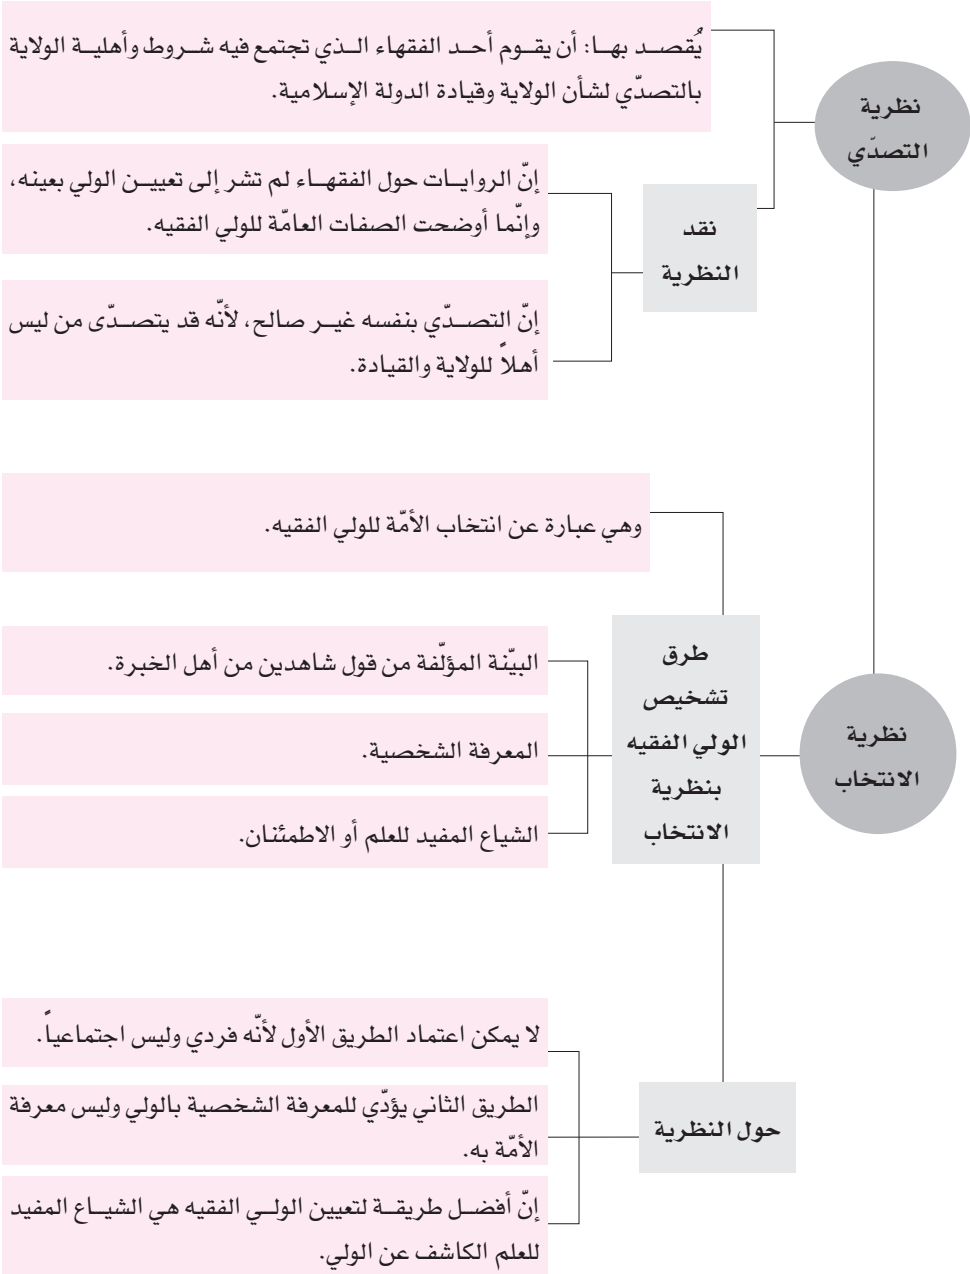 نظرية
التصدّي
يُقصد بها: أن يقوم أحد الفقهاء الذي تجتمع فيه شروط وأهلية الولاية
بالتصدّي لشأن الولاية وقيادة الدولة الإسلامية.
نقد
النظرية
إنّ الروايات حول الفقهاء لم تشر إلى تعيين الولي بعينه،
وإنّما أوضحت الصفات العامّة للولي الفقيه.
إنّ التصدّي بنفسه غير صالح، لأنّه قد يتصدّى من ليس
أهلاً للولاية والقيادة.
نظرية
الانتخاب
وهي عبارة عن انتخاب الأمّة للولي الفقيه.
طرق
تشخيص
الولي الفقيه
بنظرية
الانتخاب
البيّنة المؤلّفة من قول شاهدين من أهل الخبرة.
المعرفة الشخصية.
الشياع المفيد للعلم أو الاطمئنان.
حول النظرية
لا يمكن اعتماد الطريق الأول لأنّه فردي وليس اجتماعياً.
الطريق الثاني يؤدّي للمعرفة الشخصية بالولي وليس معرفة
الأمّة به.
إنّ أفضل طريقة لتعيين الولي الفقيه هي الشياع المفيد
للعلم الكاشف عن الولي.